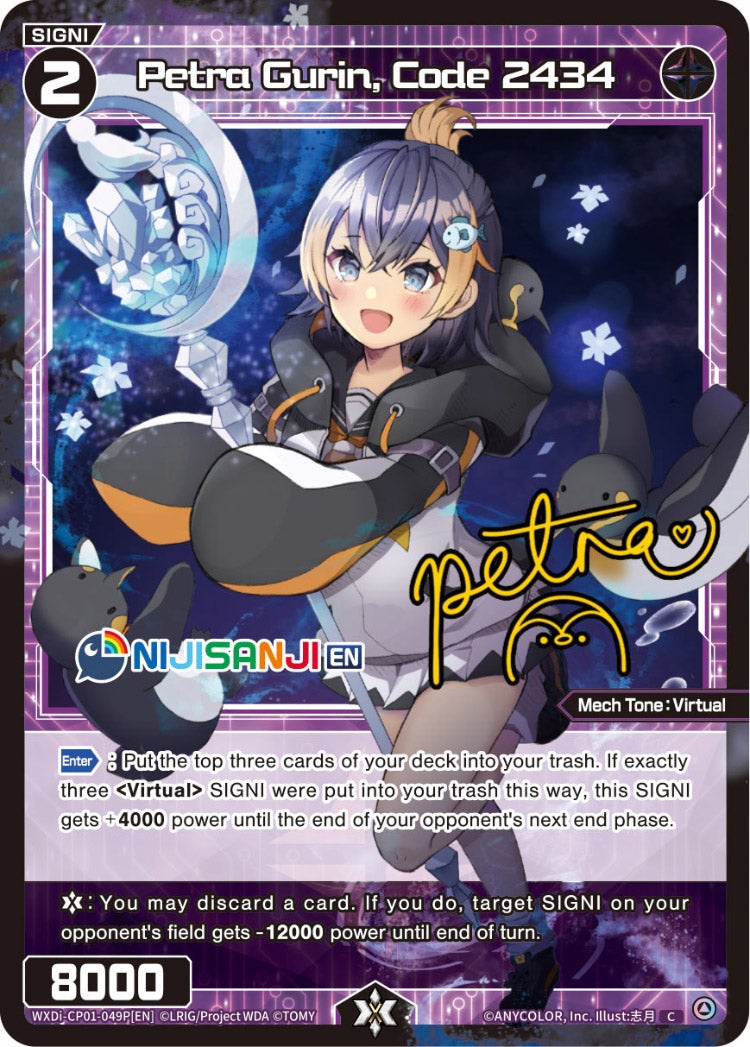 SIGNI
2
Petra Gurin, Code 2434
petra
NIJISANJI EN
Mech Tone:Virtual
Enter : Put the top three cards of your deck into your trash. If exactly
three <Virtual> SIGNI were put into your trash this way, this SIGNI
gets +4000 power until the end of your opponent's next end phase.
: You may discard a card. If you do, target SIGNI on your
opponent's field gets -12000 power until end of turn.
8000
WXDi-CP01-049P[EN] ©LRIG/Project WDA ©TOMY
©ANYCOLOR, Inc. Illust:志月 C